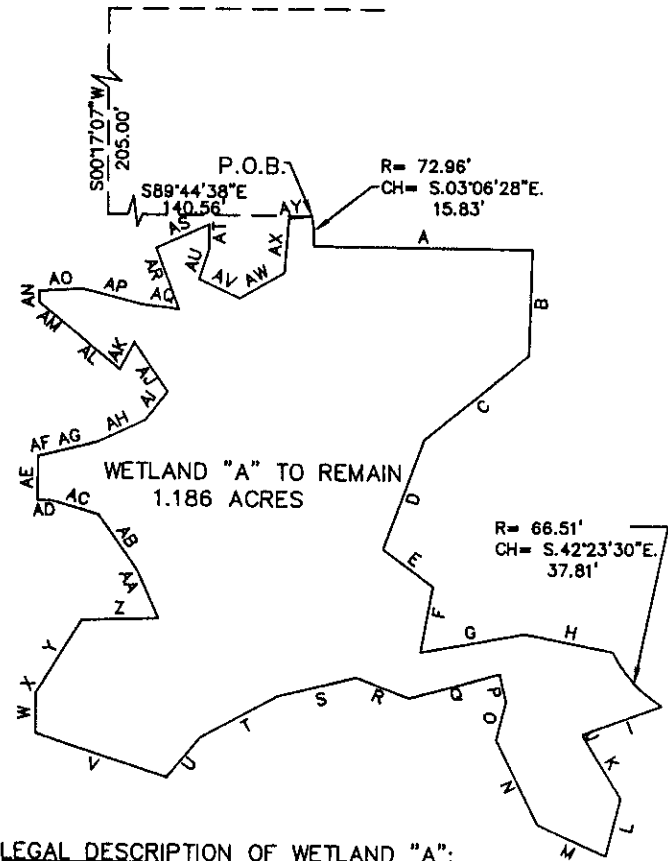 S00°17'07"W
205.00'
P.O.B.
S89°44'38"E
140.56'
R= 72.96'
CH= S.03°06'28"E.
15.83'
AY
AS
AT
AX
A
AR
AU
AV
AW
B
AO
AN
AP
AQ
AM
AL
AK
AJ
AI
C
AH
AF
AG
AE
WETLAND "A" TO REMAIN
1.186 ACRES
D
AD
AC
R= 66.51'
CH= S.42°23'30"E.
37.81'
AB
E
AA
F
Z
G
H
Y
X
W
S
R
Q
P
O
I
J
T
U
V
K
N
L
M
LEGAL DESCRIPTION OF WETLAND "A":